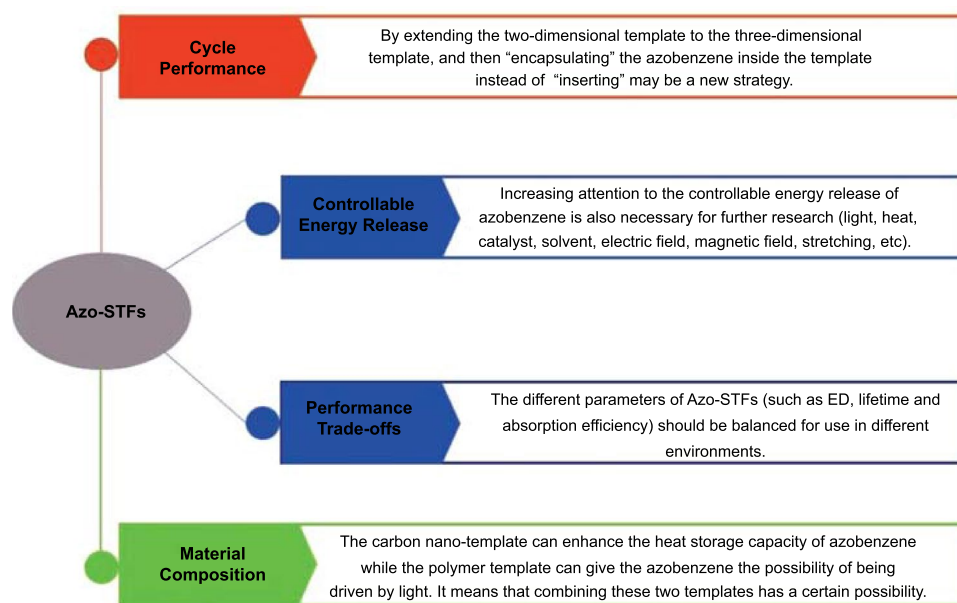 Cycle
Performance
By extending the two-dimensional template to the three-dimensional
template, and then “encapsulating” the azobenzene inside the template
instead of “inserting” may be a new strategy.
Controllable
Energy Release
Increasing attention to the controllable energy release of
azobenzene is also necessary for further research (light, heat,
catalyst, solvent, electric field, magnetic field, stretching, etc).
Azo-STFs
Performance
Trade-offs
The different parameters of Azo-STFs (such as ED, lifetime and
absorption efficiency) should be balanced for use in different
environments.
Material
Composition
The carbon nano-template can enhance the heat storage capacity of azobenzene
while the polymer template can give the azobenzene the possibility of being
driven by light. It means that combining these two templates has a certain possibility.